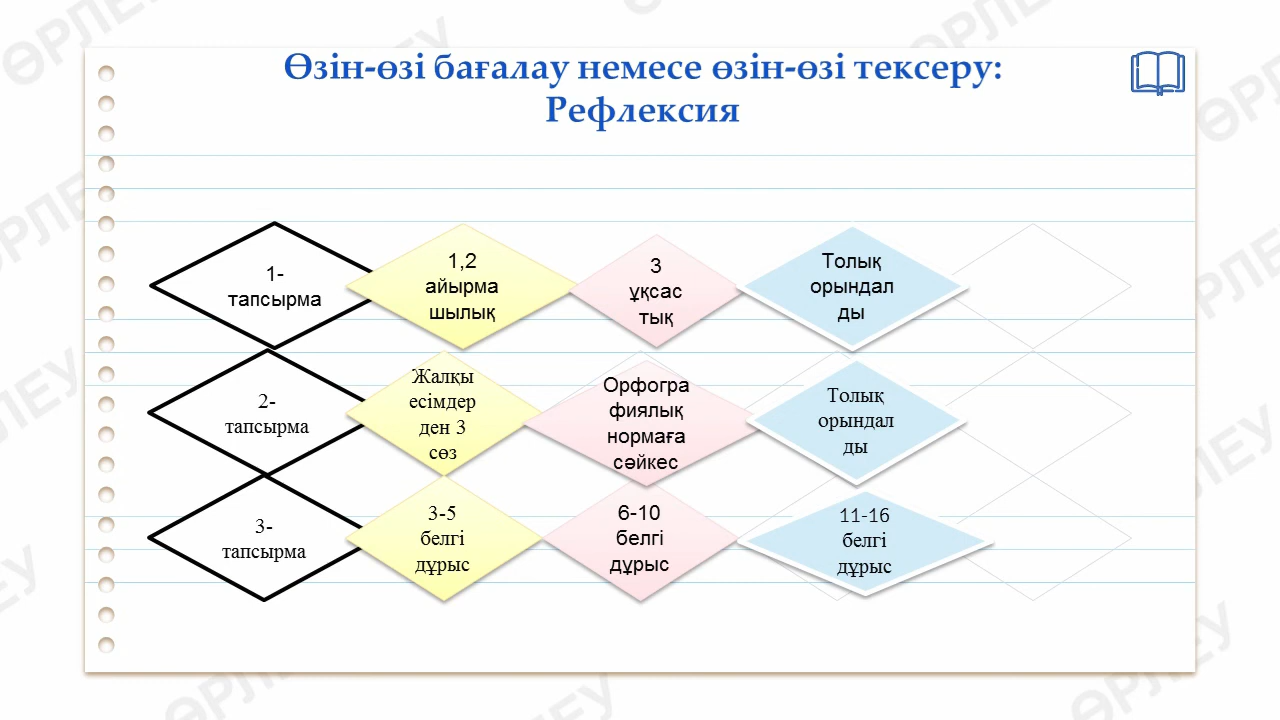 Өзін-өзі бағалау немесе өзін-өзі тексеру:
Рефлексия
1-
тапсырма
1,2
айырма
шылық
3
ұқсас
тық
Толық
орындал
ды
2-
тапсырма
Жалқы
есімдер
ден 3
сөз
Орфогра
фиялық
нормаға
сәйкес
Толық
орындал
ды
3-
тапсырма
3-5
белгі
дұрыс
6-10
белгі
дұрыс
11-16
белгі
дұрыс
ӨРЛЕУ